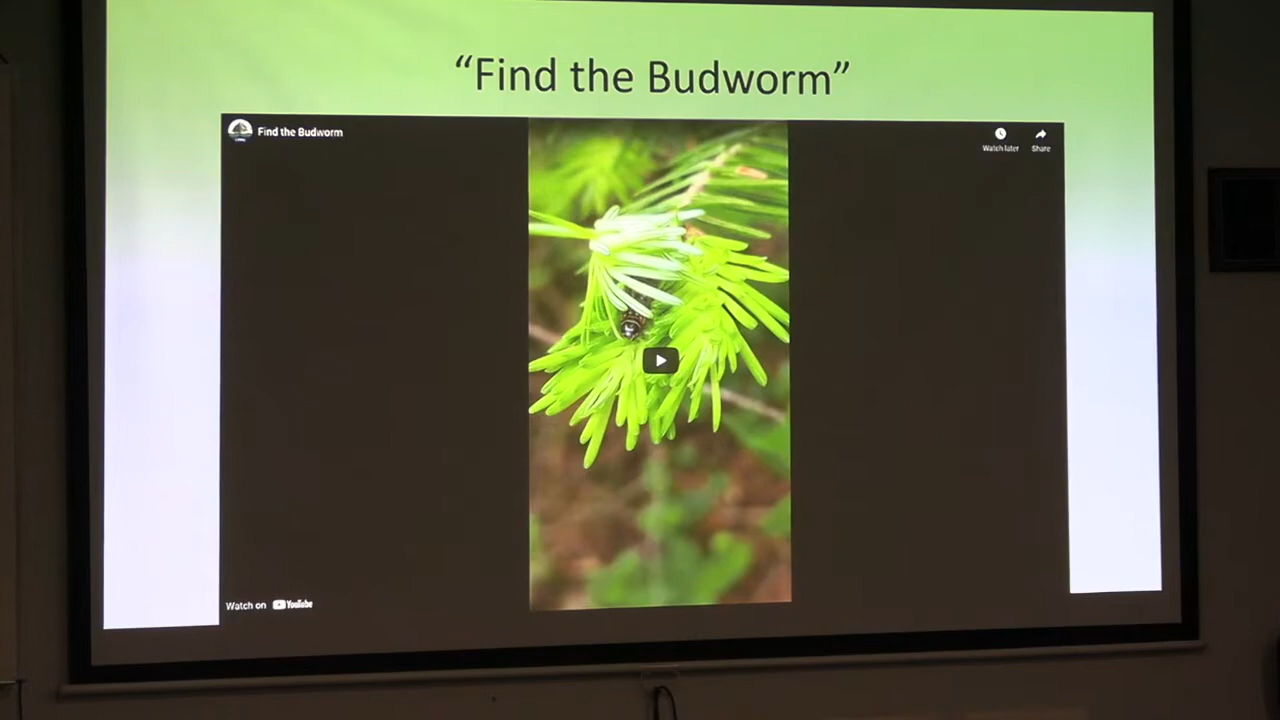 “Find the Budworm”
Find the Budworm
Watch later
Share
Watch on YouTube